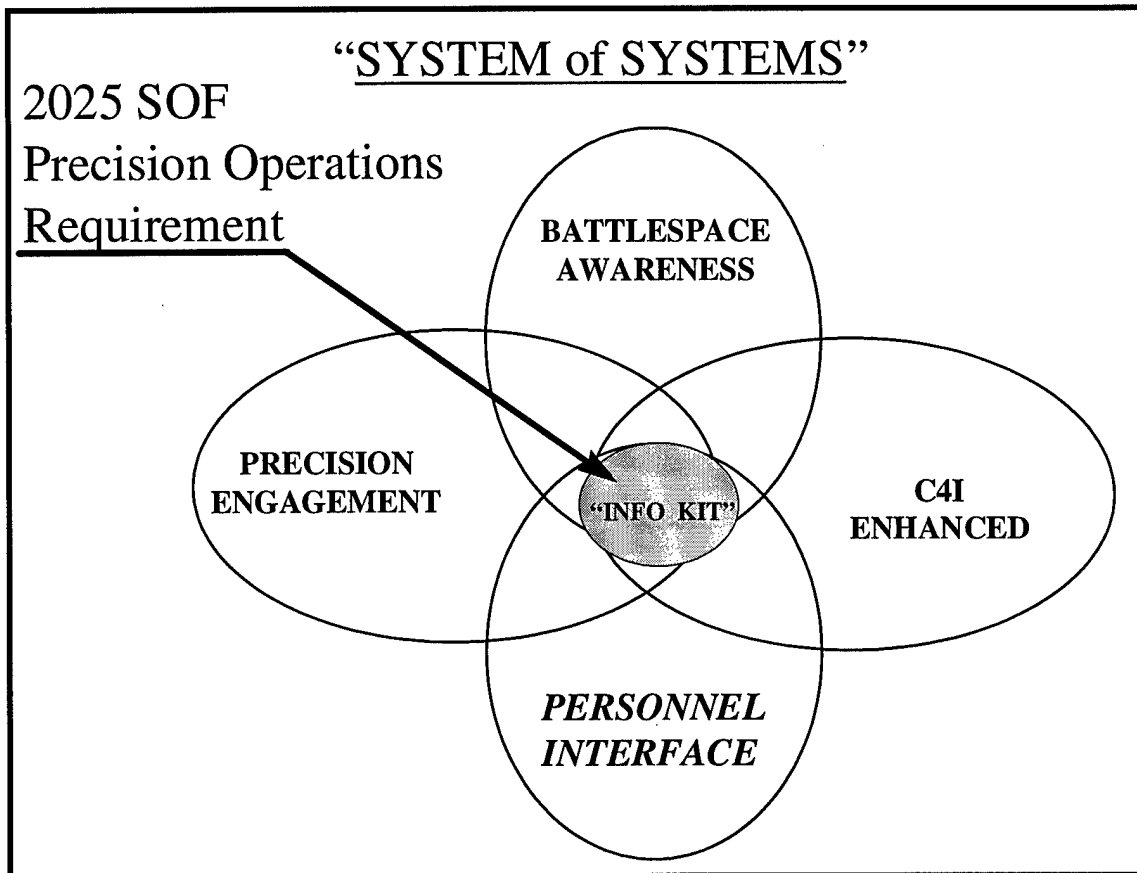 “SYSTEM of SYSTEMS”
2025 SOF
Precision Operations
Requirement
BATTLESPACE
AWARENESS
PRECISION
ENGAGEMENT
“INFO KIT”
C4I
ENHANCED
PERSONNEL
INTERFACE